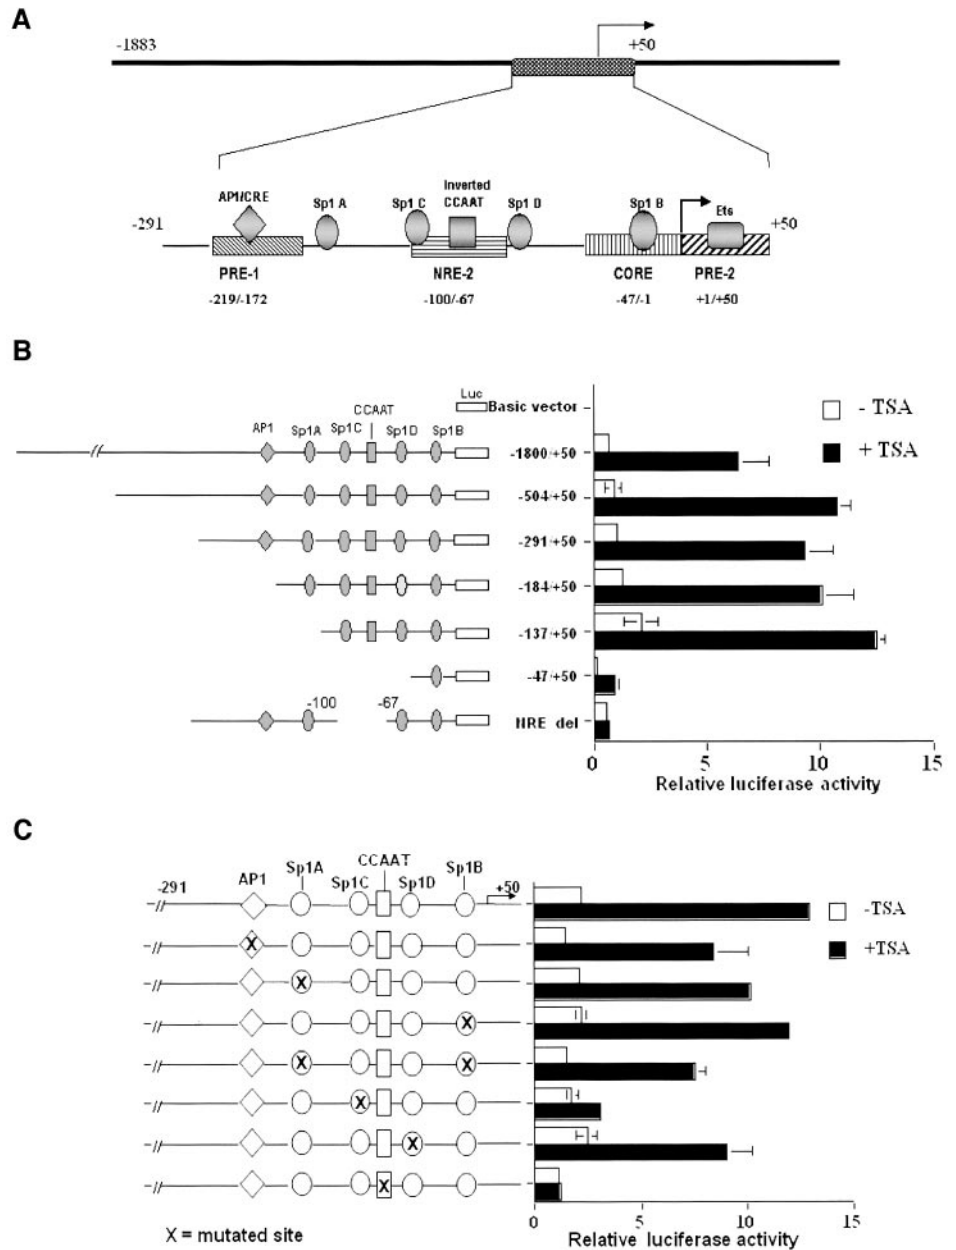 A
-1883
+50
AP1/CRE
Sp1 A
Sp1 C
Inverted
CCAAT
Sp1 D
Sp1 B
Ets
-291
+50
PRE-1
NRE-2
CORE
PRE-2
-219/-172
-100/-67
-47/-1
+1/+50
B
Luc
Basic vector
CCAAT
AP1
Sp1A
Sp1C
Sp1D
Sp1B
- TSA
+ TSA
-1800/+50
-504/+50
-291/+50
-184/+50
-137/+50
-47/+50
-100
-67
NRE del
0
5
10
15
Relative luciferase activity
C
-291
AP1
Sp1A
Sp1C
CCAAT
Sp1D
Sp1B
+50
-TSA
+TSA
X
X
X
X
X
X
X
X
X = mutated site
0
5
10
15
Relative luciferase activity